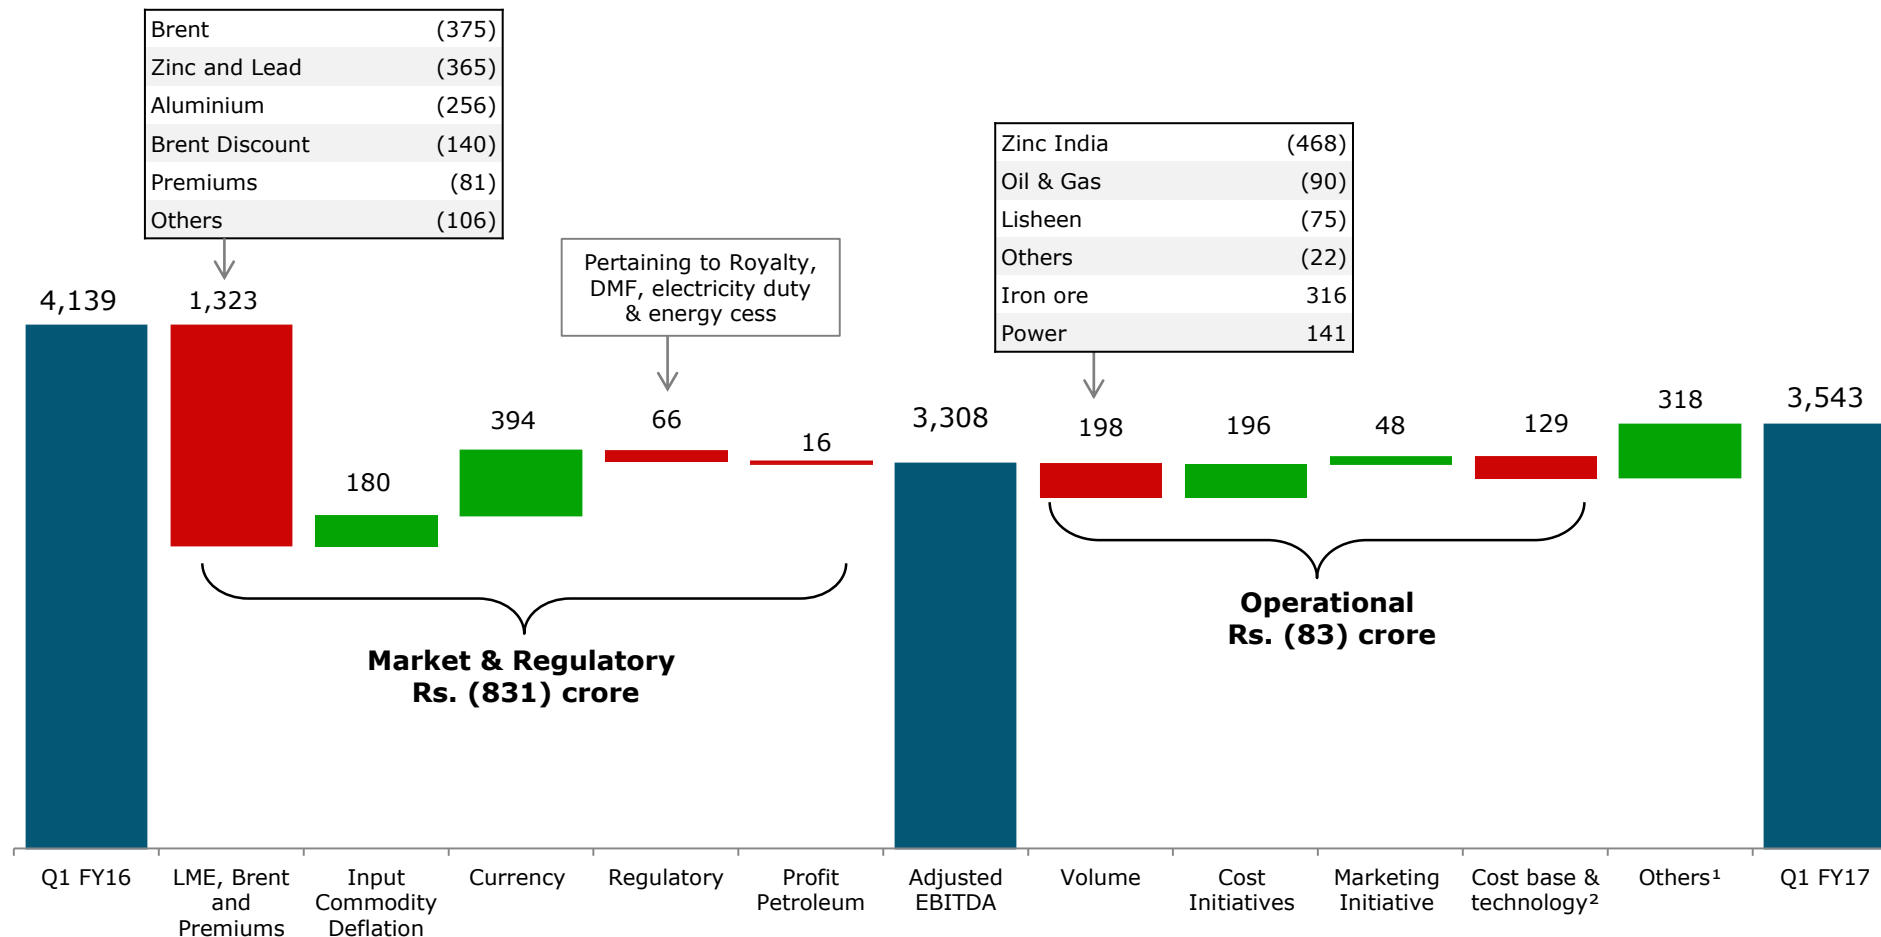 Brent (375)
Zinc and Lead (365)
Aluminium (256)
Brent Discount (140)
Premiums (81)
Others (106)
Zinc India (468)
Oil & Gas (90)
Lisheen (75)
Others (22)
Iron ore 316
Power 141
Pertaining to Royalty,
DMF, electricity duty
& energy cess
4,139
1,323
180
394
66
16
3,308
198
196
48
129
318
3,543
Market & Regulatory
Rs. (831) crore
Operational
Rs. (83) crore
Q1 FY16
LME, Brent
and
Premiums
Input
Commodity
Deflation
Currency
Regulatory
Profit
Petroleum
Adjusted
EBITDA
Volume
Cost
Initiatives
Marketing
Initiative
Cost base &
technology²
Others¹
Q1 FY17